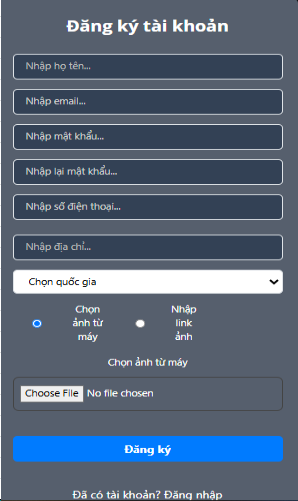 Đăng ký tài khoản
Nhập họ tên...
Nhập email...
Nhập mật khẩu...
Nhập lại mật khẩu...
Nhập số điện thoại...
Nhập địa chỉ...
Chọn quốc gia
Chọn
ảnh từ
máy
Nhập
link
ảnh
Chọn ảnh từ máy
Choose File No file chosen
Đăng ký
Đã có tài khoản? Đăng nhập